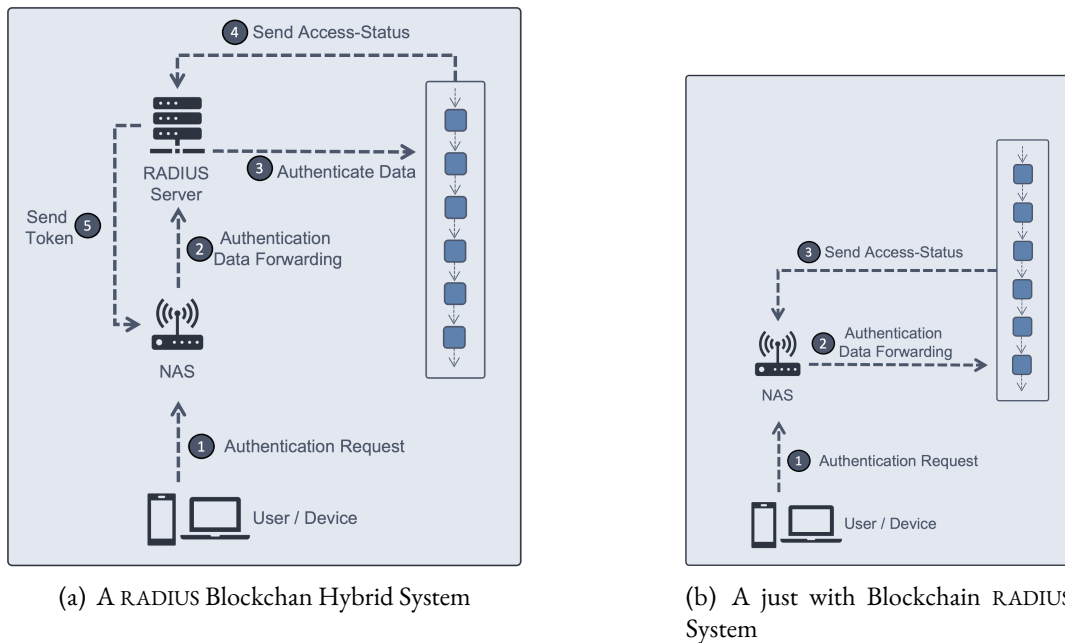 4 Send Access-Status
RADIUS
Server
3 Authenticate Data
Send
Token 5
2 Authentication
Data Forwarding
NAS
1 Authentication Request
User / Device
(a) A RADIUS Blockchan Hybrid System
3 Send Access-Status
2 Authentication
Data Forwarding
NAS
1 Authentication Request
User / Device
(b) A just with Blockchain RADIUS
System